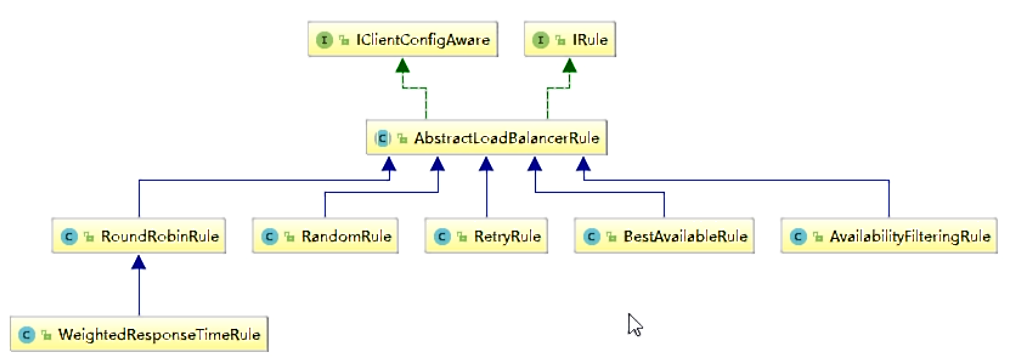 IClientConfigAware
IRule
AbstractLoadBalancerRule
RoundRobinRule
RandomRule
RetryRule
BestAvailableRule
AvailabilityFilteringRule
WeightedResponseTimeRule